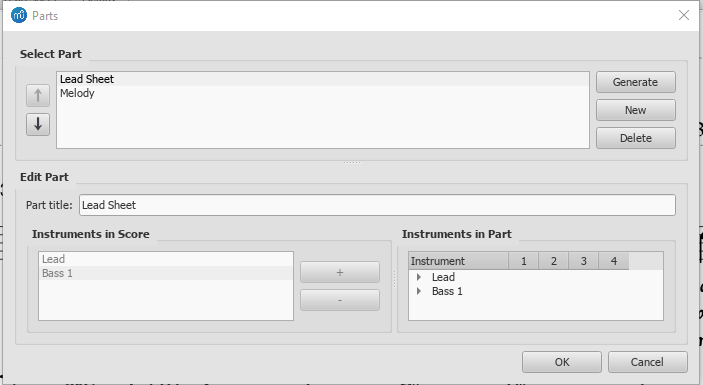 Parts
Select Part
Lead Sheet
Melody
Generate
New
Delete
Edit Part
Part title: Lead Sheet
Instruments in Score
Lead
Bass 1
+
-
Instruments in Part
Instrument 1 2 3 4
Lead
Bass 1
OK
Cancel